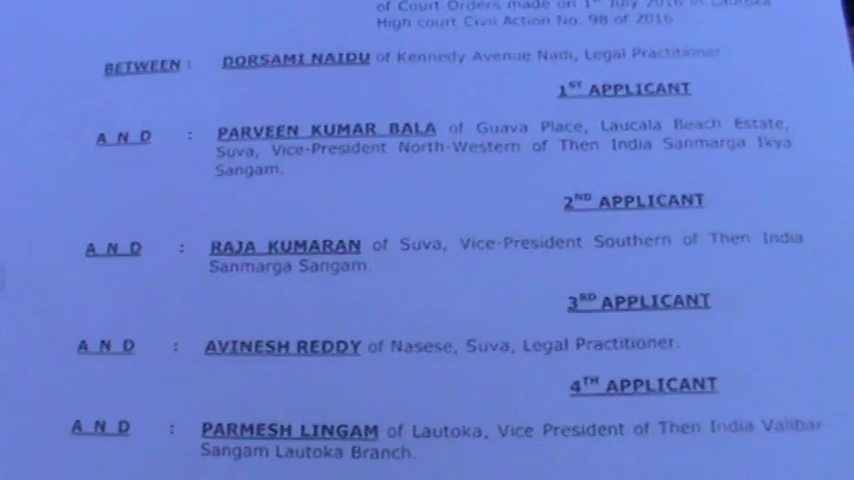 of Court Orders made on 1st July 2016 in Lautoka
High court Civil Action No. 98 of 2016
BETWEEN : DORSAMI NAIDU of Kennedy Avenue Nadi, Legal Practitioner
1ST APPLICANT
A N D : PARVEEN KUMAR BALA of Guava Place, Laucala Beach Estate,
Suva, Vice-President North-Western of Then India Sanmarga Ikya
Sangam.
2ND APPLICANT
A N D : RAJA KUMARAN of Suva, Vice-President Southern of Then India
Sanmarga Sangam.
3RD APPLICANT
A N D : AVINESH REDDY of Nasese, Suva, Legal Practitioner.
4TH APPLICANT
A N D : PARMESH LINGAM of Lautoka, Vice President of Then India Valibar
Sangam Lautoka Branch.